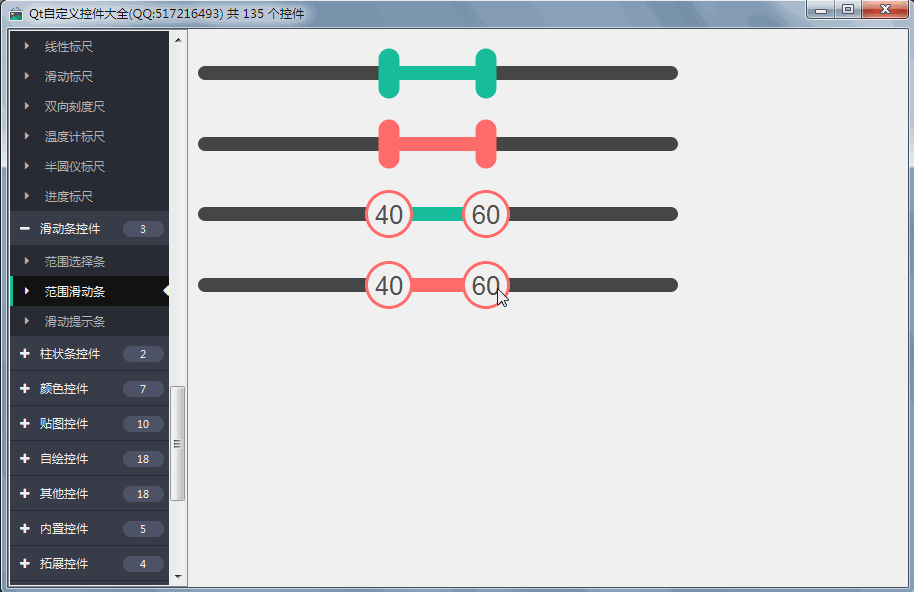 Qt自定义控件大全(QQ:517216493) 共 135 个控件
线性标尺
滑动标尺
双向刻度尺
温度计标尺
半圆仪标尺
进度标尺
滑动条控件 3
范围选择条
范围滑动条
滑动提示条
柱状条控件 2
颜色控件 7
贴图控件 10
自绘控件 18
其他控件 18
内置控件 5
拓展控件 4
40 60
40 60